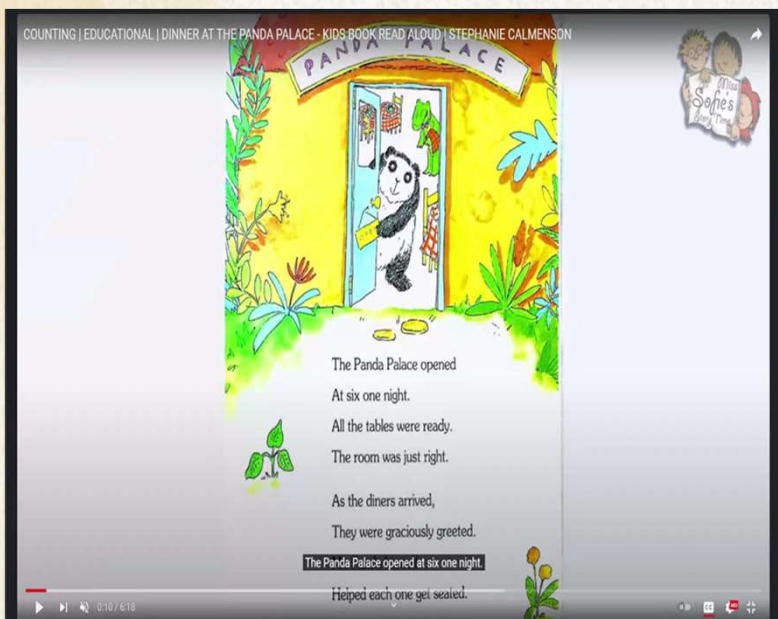 COUNTING | EDUCATIONAL | DINNER AT THE PANDA PALACE - KIDS BOOK READ ALOUD | STEPHANIE CALMENSON
PANDA PALACE
Miss
Sofie's
Story Time
OPEN
The Panda Palace opened
At six one night.
All the tables were ready.
The room was just right.
As the diners arrived,
They were graciously greeted.
The Panda Palace opened at six one night.
Helped each one get seated.
0:10 / 6:18
CC
HD